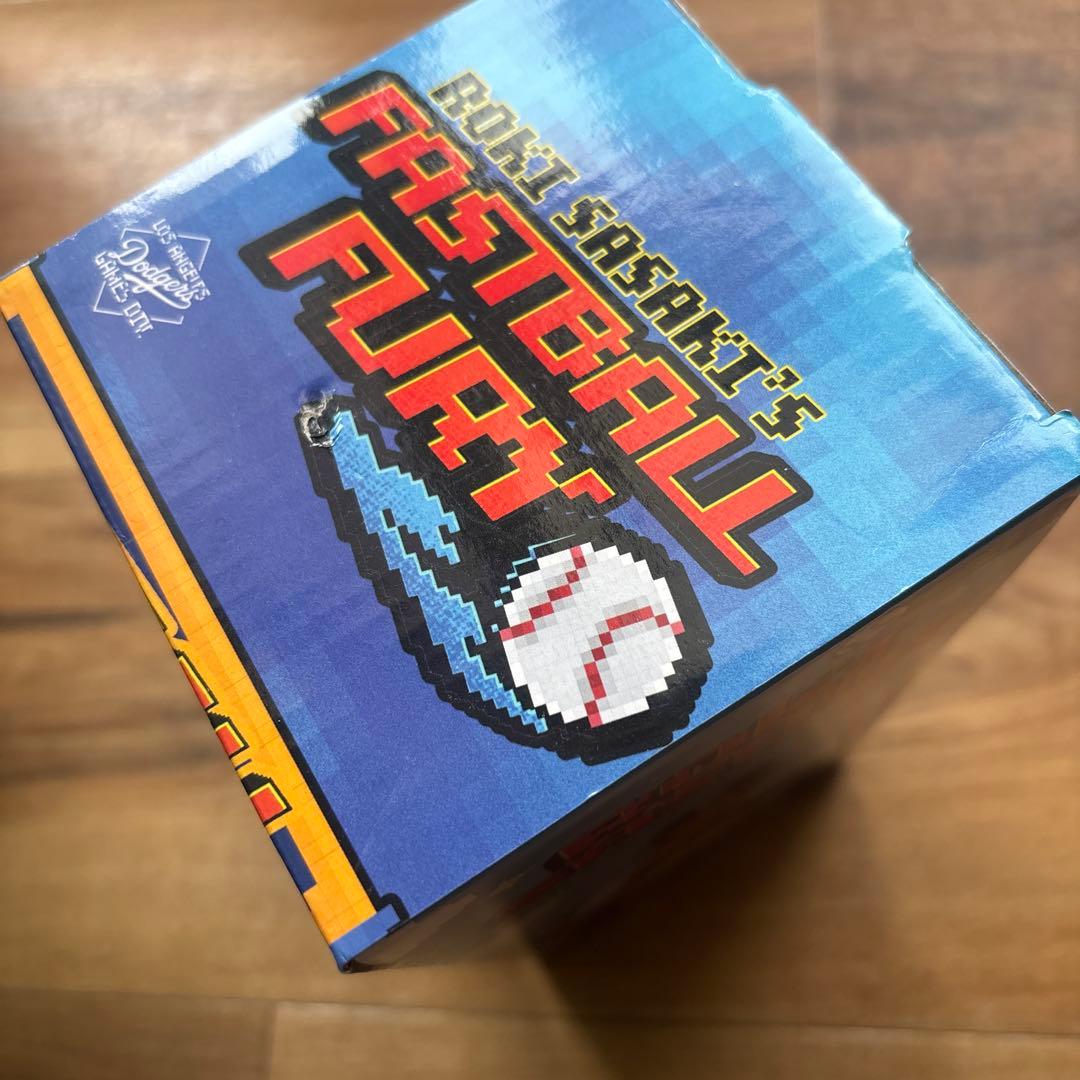 ROKI SASAKI'S
FASTBALL
FURY
LOS ANGELES
Dodgers
GAMES DIV.